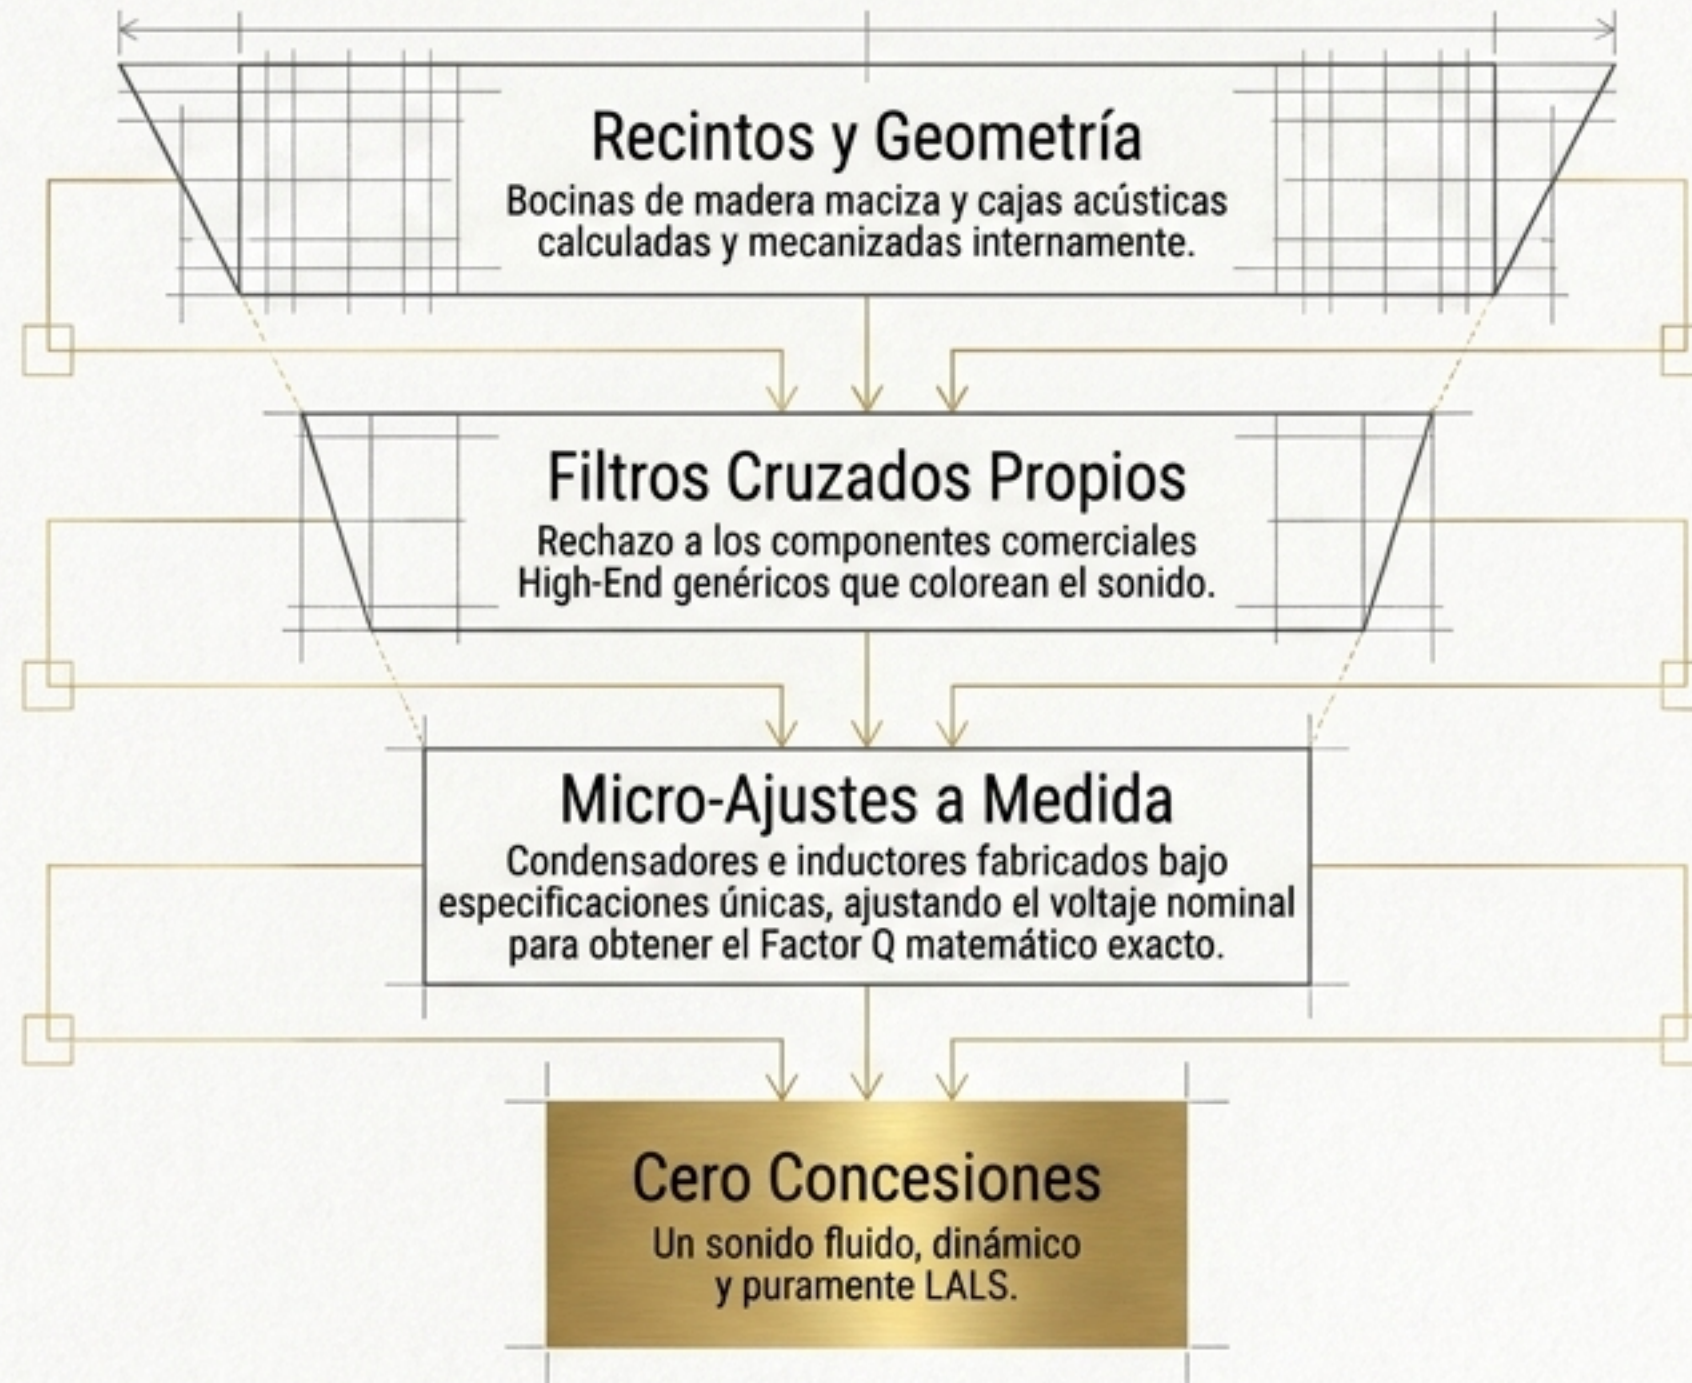 Recintos y Geometría
Bocinas de madera maciza y cajas acústicas
calculadas y mecanizadas internamente.
Filtros Cruzados Propios
Rechazo a los componentes comerciales
High-End genéricos que colorean el sonido.
Micro-Ajustes a Medida
Condensadores e inductores fabricados bajo
especificaciones únicas, ajustando el voltaje nominal
para obtener el Factor Q matemático exacto.
Cero Concesiones
Un sonido fluido, dinámico
y puramente LALS.